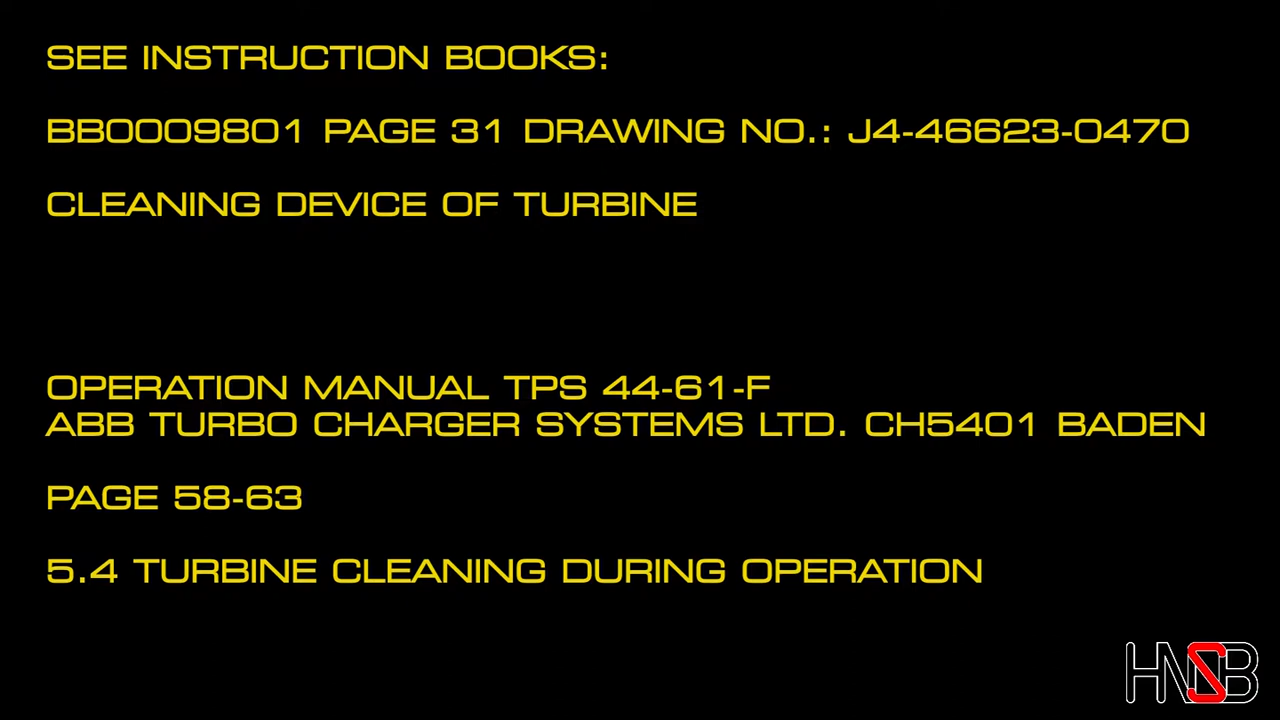 SEE INSTRUCTION BOOKS:
BB0009801 PAGE 31 DRAWING NO.: J4-46623-0470
CLEANING DEVICE OF TURBINE
OPERATION MANUAL TPS 44-61-F
ABB TURBO CHARGER SYSTEMS LTD. CH5401 BADEN
PAGE 58-63
5.4 TURBINE CLEANING DURING OPERATION
HNSB